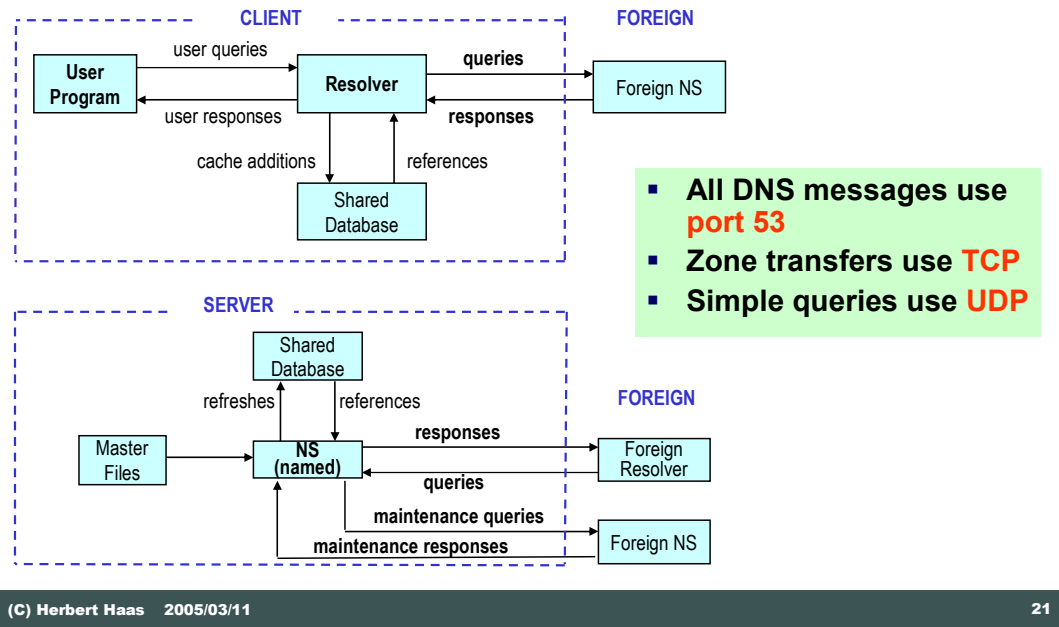 CLIENT
FOREIGN
user queries
queries
User
Program
Resolver
Foreign NS
user responses
responses
cache additions
references
Shared
Database
▪ All DNS messages use
port 53
▪ Zone transfers use TCP
▪ Simple queries use UDP
SERVER
Shared
Database
refreshes
references
FOREIGN
responses
Master
Files
NS
(named)
Foreign
Resolver
queries
maintenance queries
maintenance responses
Foreign NS
(C) Herbert Haas 2005/03/11
21